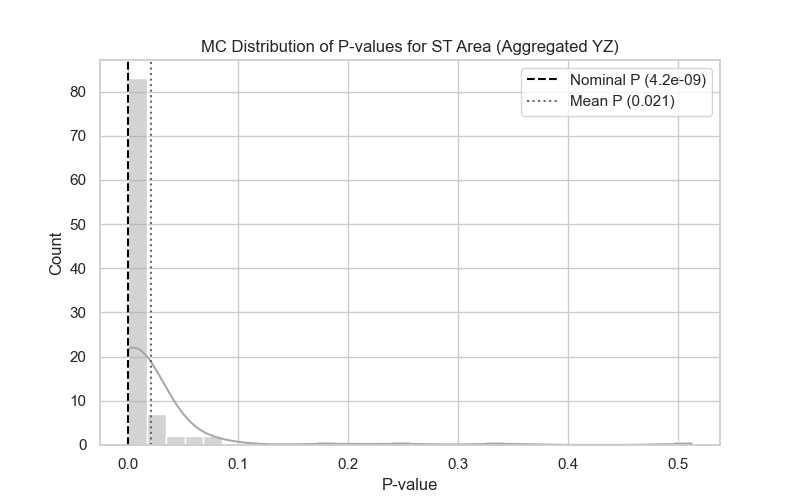 MC Distribution of P-values for ST Area (Aggregated YZ)
Nominal P (4.2e-09)
Mean P (0.021)
80
70
60
50
40
30
20
10
0
Count
0.0 0.1 0.2 0.3 0.4 0.5
P-value